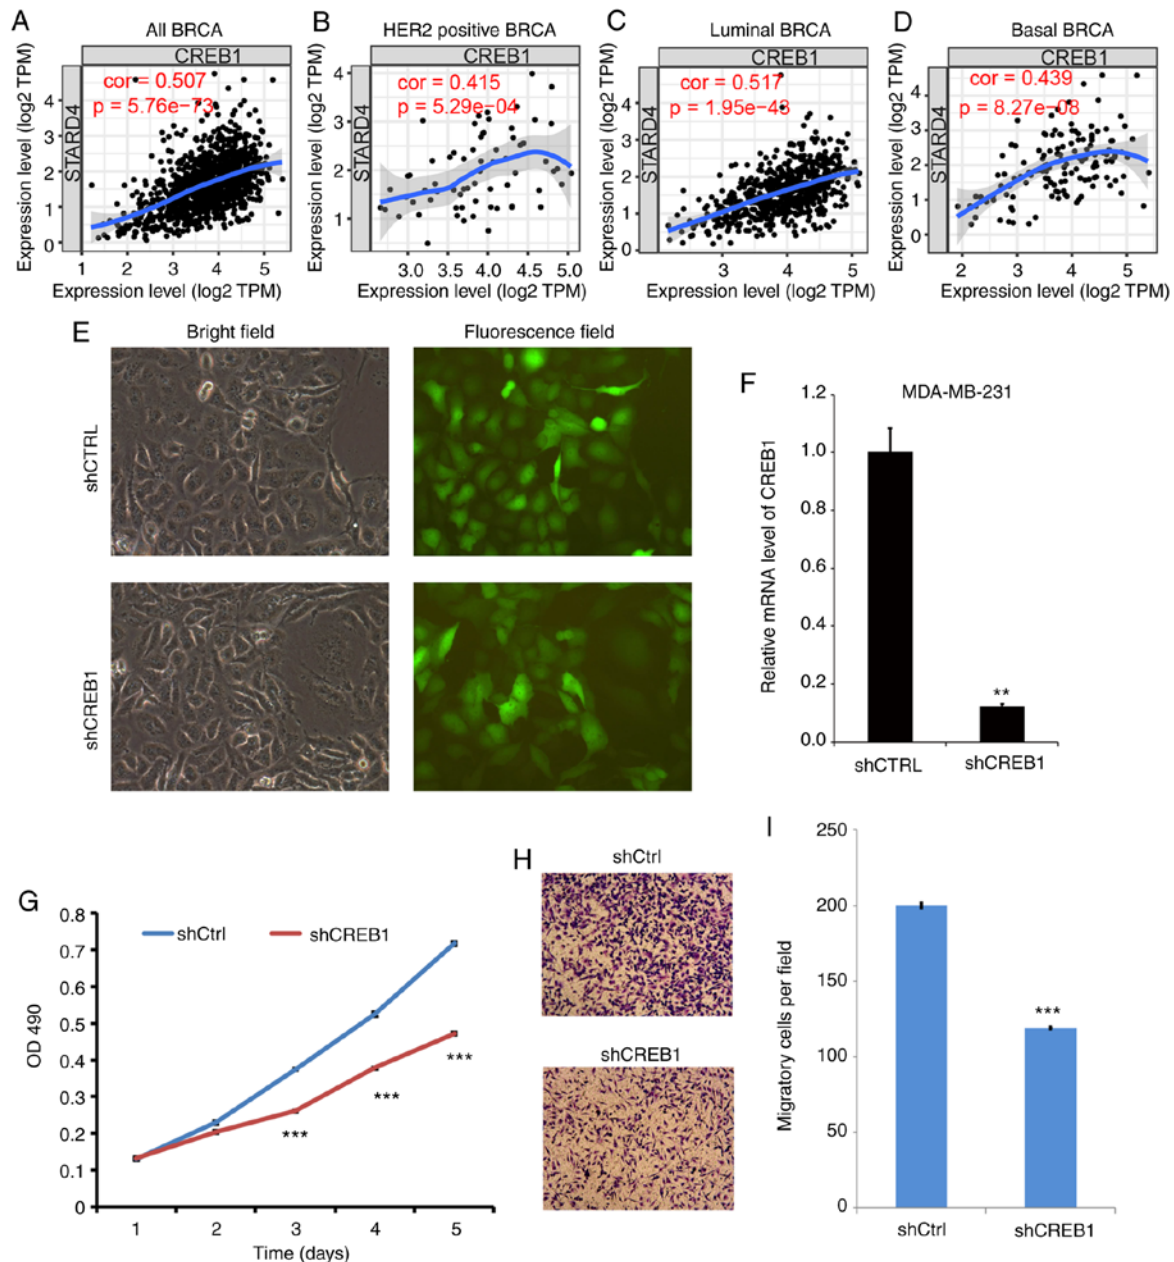 A
All BRCA
CREB1
STARD4
cor = 0.507
p = 5.76e−73
Expression level (log2 TPM)
4
3
2
1
0
1 2 3 4 5
Expression level (log2 TPM)
B
HER2 positive BRCA
CREB1
STARD4
cor = 0.415
p = 5.29e−04
Expression level (log2 TPM)
4
3
2
1
3.0 3.5 4.0 4.5 5.0
Expression level (log2 TPM)
C
Luminal BRCA
CREB1
STARD4
cor = 0.517
p = 1.95e−43
Expression level (log2 TPM)
4
3
2
1
0
3 4 5
Expression level (log2 TPM)
D
Basal BRCA
CREB1
STARD4
cor = 0.439
p = 8.27e−08
Expression level (log2 TPM)
4
3
2
1
0
2 3 4 5
Expression level (log2 TPM)
E
Bright field
Fluorescence field
shCTRL
shCREB1
F
MDA-MB-231
Relative mRNA level of CREB1
1.2
1.0
0.8
0.6
0.4
0.2
0.0
**
shCTRL shCREB1
G
OD 490
0.8
0.7
0.6
0.5
0.4
0.3
0.2
0.1
0
shCtrl shCREB1
***
***
***
1 2 3 4 5
Time (days)
H
shCtrl
shCREB1
I
Migratory cells per field
250
200
150
100
50
0
***
shCtrl shCREB1